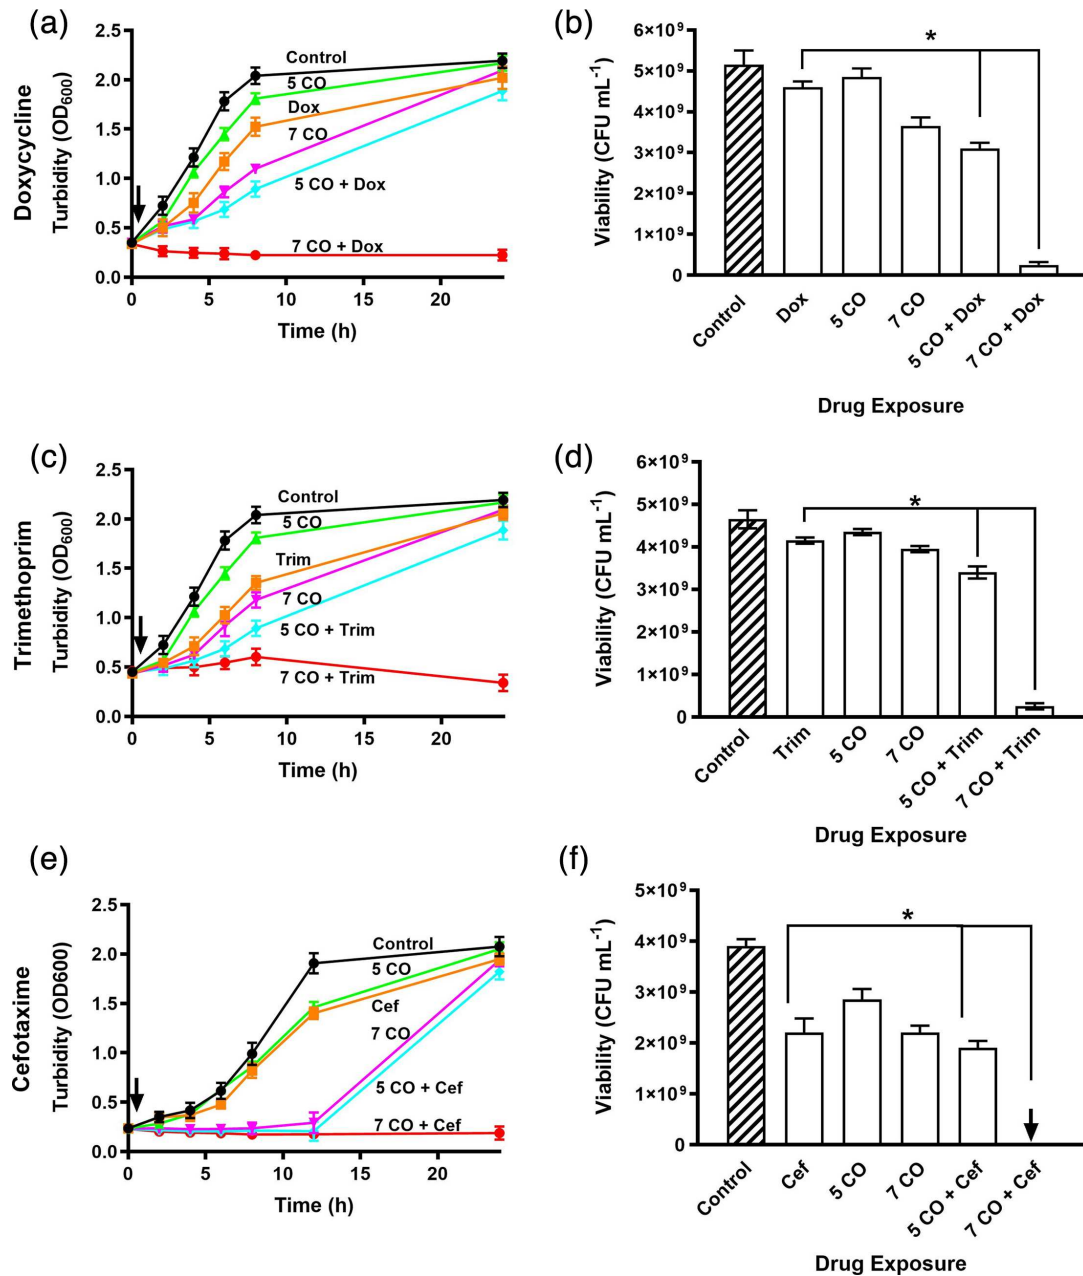 (a)
Doxycycline
Turbidity (OD600)
2.5
2.0
1.5
1.0
0.5
0.0
0
5
10
15
20
Time (h)
Control
5 CO
Dox
7 CO
5 CO + Dox
7 CO + Dox
(b)
Viability (CFU mL-1)
6×10⁹
5×10⁹
4×10⁹
3×10⁹
2×10⁹
1×10⁹
0
*
Control
Dox
5 CO
7 CO
5 CO + Dox
7 CO + Dox
Drug Exposure
(c)
Trimethoprim
Turbidity (OD600)
2.5
2.0
1.5
1.0
0.5
0.0
0
5
10
15
20
Time (h)
Control
5 CO
Trim
7 CO
5 CO + Trim
7 CO + Trim
(d)
Viability (CFU mL-1)
6×10⁹
5×10⁹
4×10⁹
3×10⁹
2×10⁹
1×10⁹
0
*
Control
Trim
5 CO
7 CO
5 CO + Trim
7 CO + Trim
Drug Exposure
(e)
Cefotaxime
Turbidity (OD600)
2.5
2.0
1.5
1.0
0.5
0.0
0
5
10
15
20
Time (h)
Control
5 CO
Cef
7 CO
5 CO + Cef
7 CO + Cef
(f)
Viability (CFU mL-1)
5×10⁹
4×10⁹
3×10⁹
2×10⁹
1×10⁹
0
*
Control
Cef
5 CO
7 CO
5 CO + Cef
7 CO + Cef
Drug Exposure